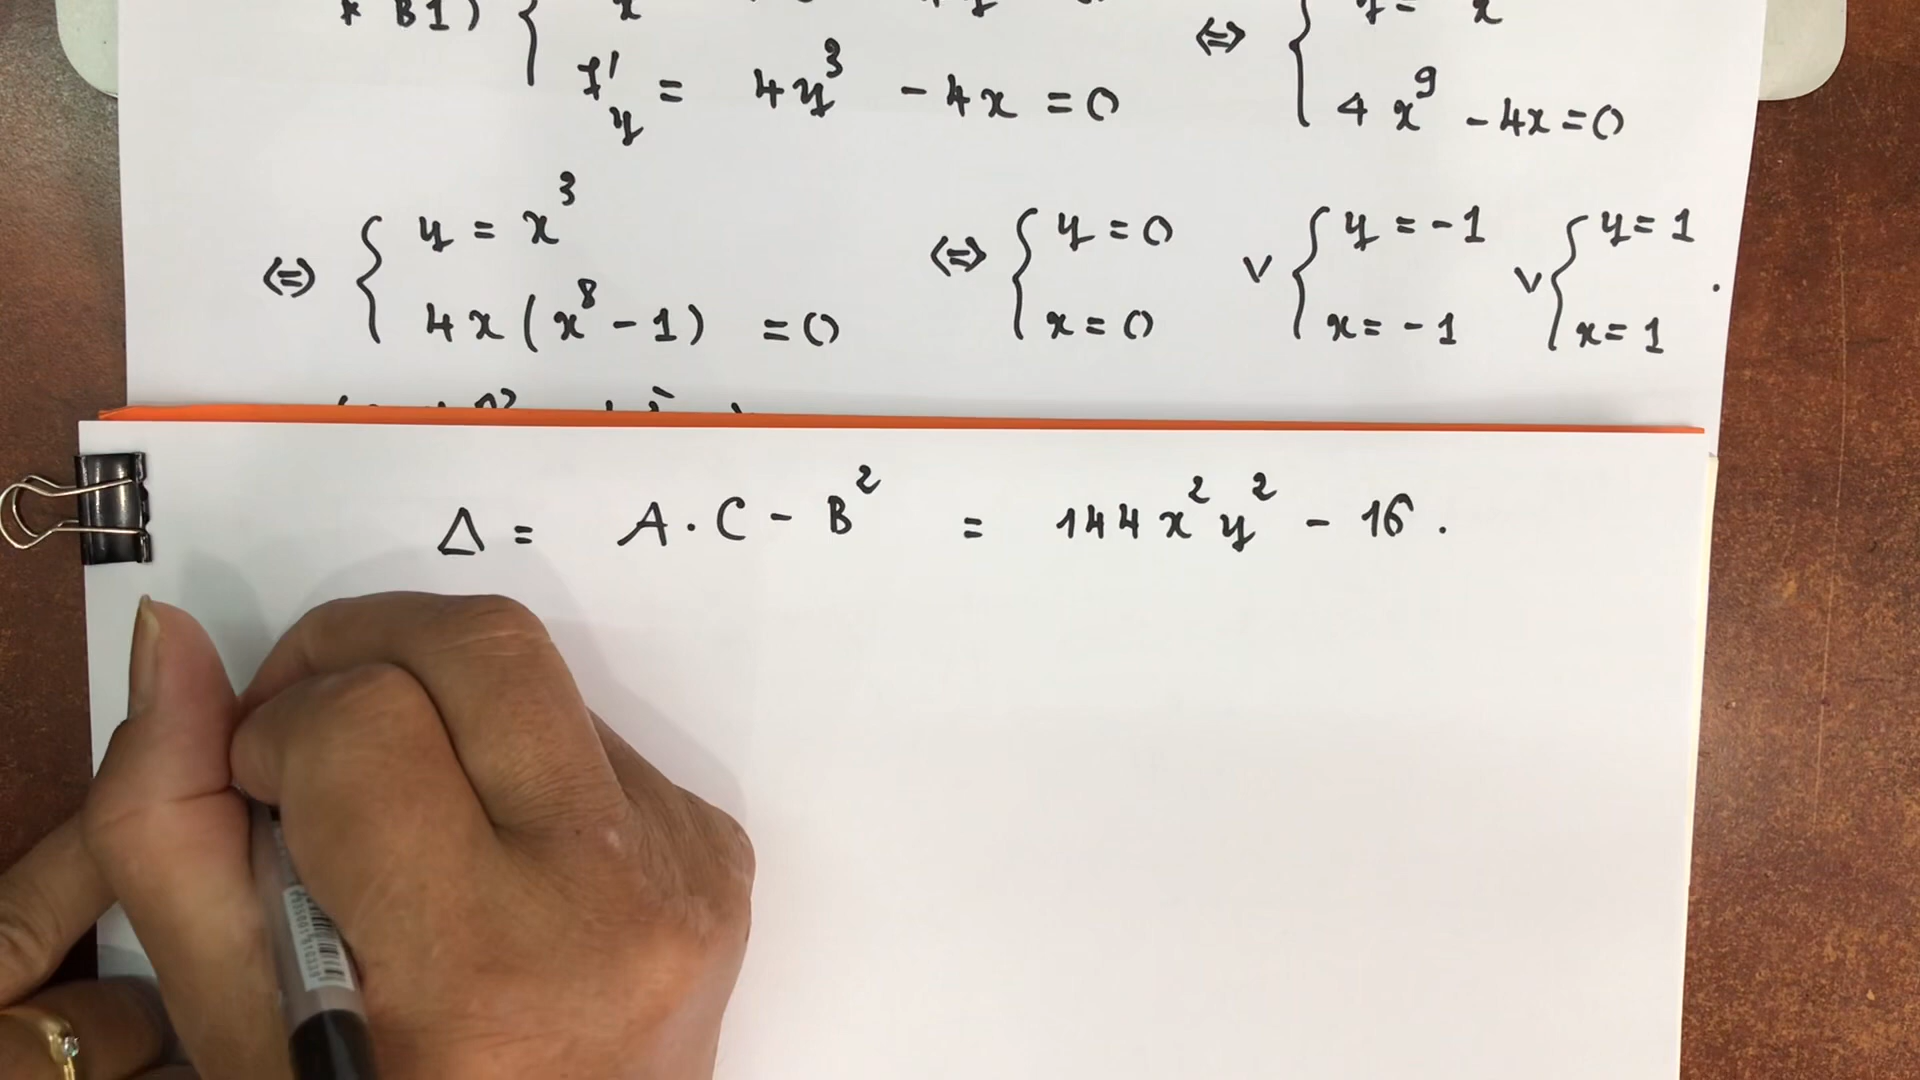 * B1) { x ⇔ { y = x
f'y = 4y³ - 4x = 0 4x⁹ - 4x = 0
⇔ { y = x³ ⇔ { y = 0 ∨ { y = -1 ∨ { y = 1
4x(x⁸ - 1) = 0 x = 0 x = -1 x = 1 .
Δ = A . C - B² = 144x²y² - 16 .